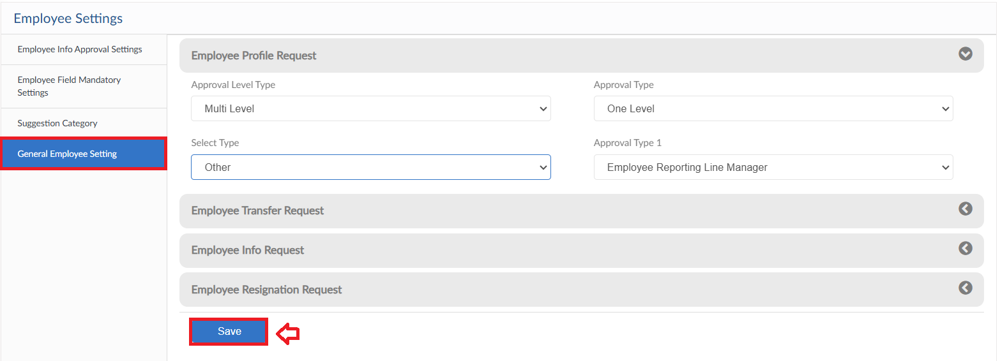 Employee Settings
Employee Info Approval Settings
Employee Field Mandatory
Settings
Suggestion Category
General Employee Setting
Employee Profile Request
Approval Level Type
Approval Type
Multi Level
One Level
Select Type
Approval Type 1
Other
Employee Reporting Line Manager
Employee Transfer Request
Employee Info Request
Employee Resignation Request
Save